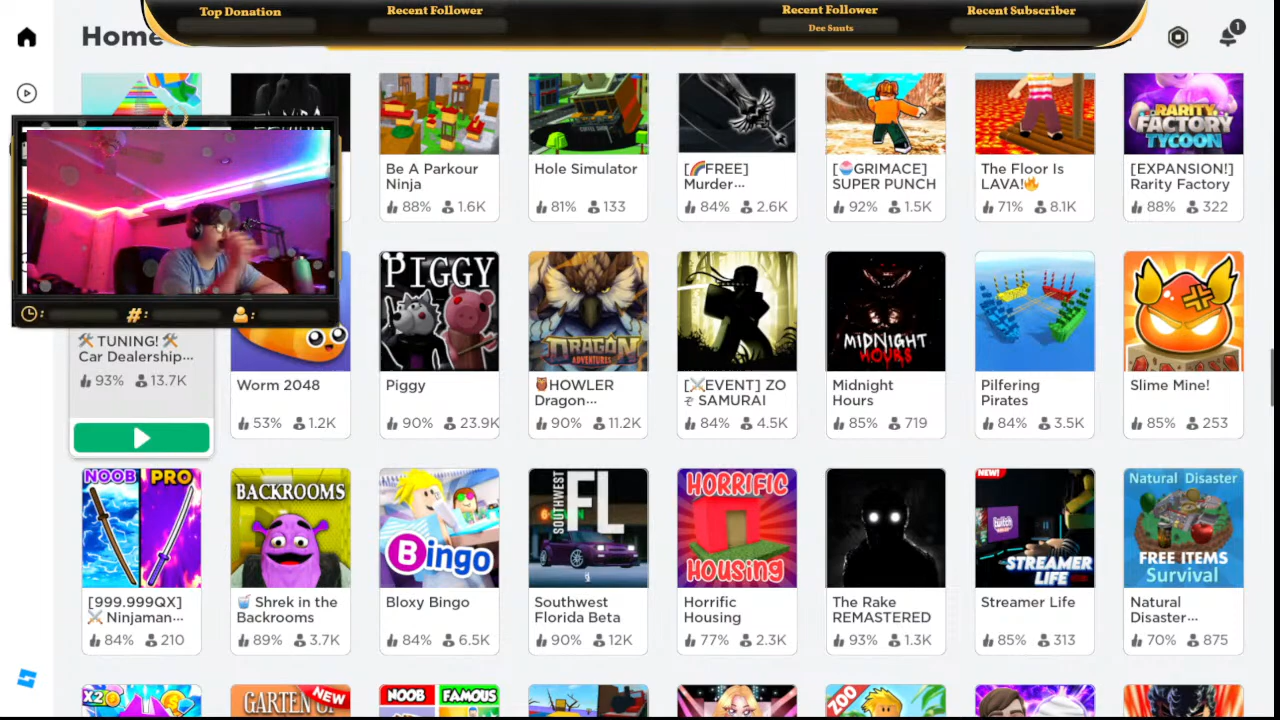 Top Donation
Recent Follower
Recent Follower
Recent Subscriber
Dee Snuts
Home
1
Be A Parkour
Ninja
88% 1.6K
Hole Simulator
81% 133
[🌈FREE]
Murder...
84% 2.6K
[🍧GRIMACE]
SUPER PUNCH
92% 1.5K
The Floor Is
LAVA!🔥
71% 8.1K
RARITY
FACTORY
TYCOON
[EXPANSION!]
Rarity Factory
88% 322
#:
🛠️ TUNING! 🛠️
Car Dealership...
93% 13.7K
Worm 2048
53% 1.2K
PIGGY
Piggy
90% 23.9K
DRAGON
ADVENTURES
🦉HOWLER
Dragon...
90% 11.2K
[⚔️EVENT] ZO
ぞ SAMURAI
84% 4.5K
MIDNIGHT
HOURS
Midnight
Hours
85% 719
Pilfering
Pirates
84% 3.5K
Slime Mine!
85% 253
NOOB PRO
[999.999QX]
⚔️ Ninjaman...
84% 210
BACKROOMS
🥤 Shrek in the
Backrooms
89% 3.7K
Bingo
Bloxy Bingo
84% 6.5K
SOUTHWEST
FL
Southwest
Florida Beta
90% 12K
HORRIFIC
HOUSING
Horrific
Housing
77% 2.3K
The Rake
REMASTERED
93% 1.3K
NEW!
twitch
STREAMER
LIFE
Streamer Life
85% 313
Natural Disaster
FREE ITEMS
Survival
Natural
Disaster...
70% 875
X2
GARTEN OF
NEW
NOOB FAMOUS
ZOO